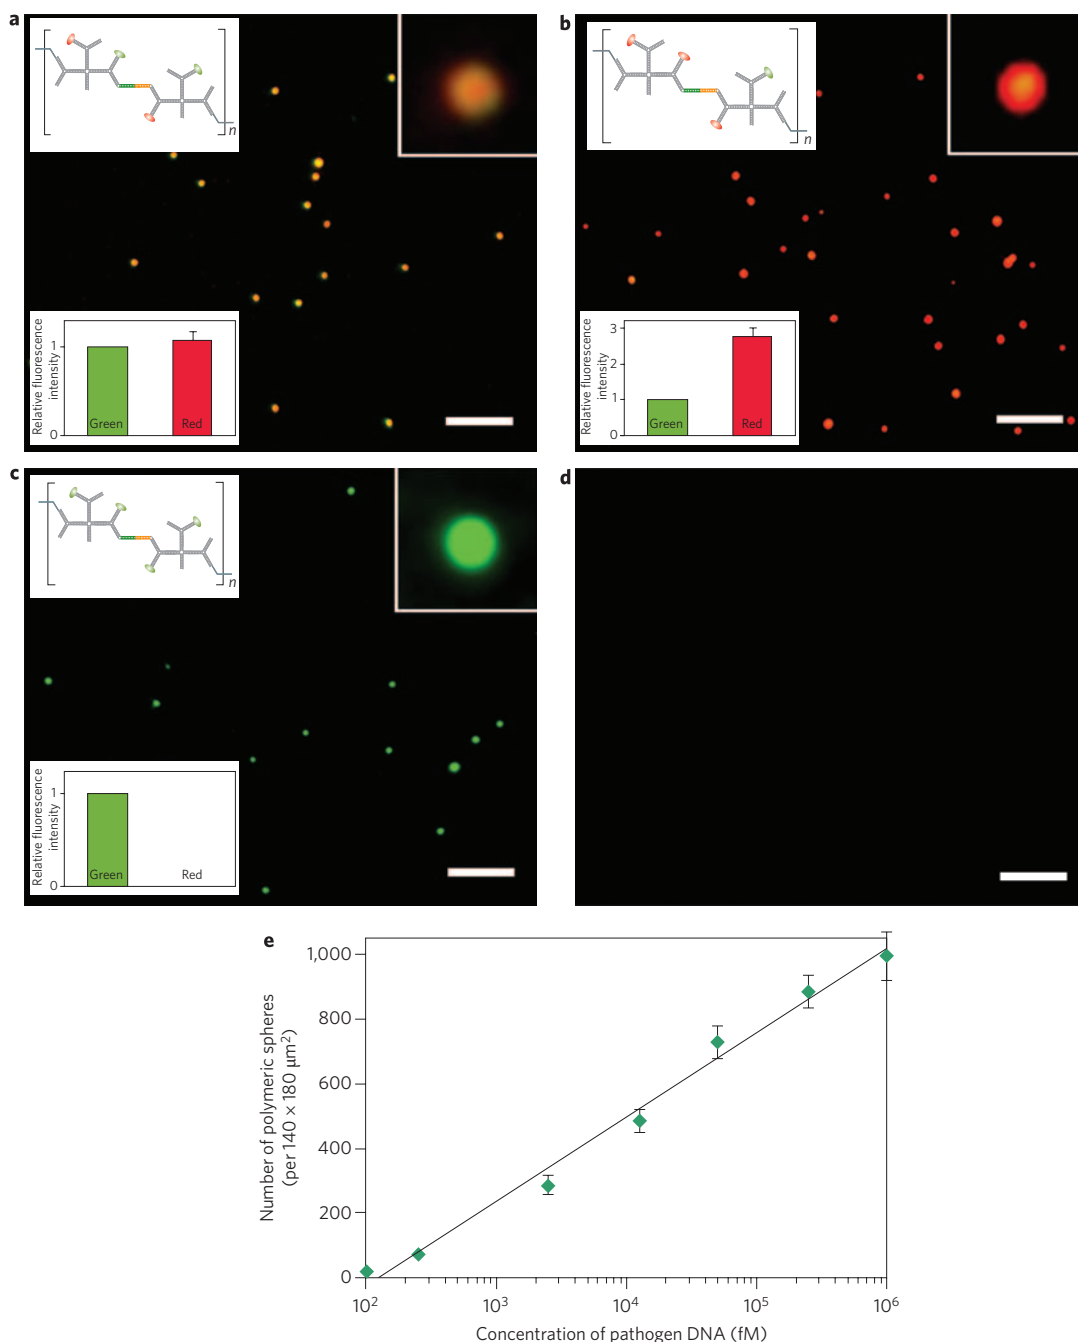 a
n
Relative fluorescence
intensity
1
0
Green
Red
b
n
Relative fluorescence
intensity
3
2
1
0
Green
Red
c
n
Relative fluorescence
intensity
1
0
Green
Red
d
e
Number of polymeric spheres
(per 140 × 180 μm²)
1,000
800
600
400
200
0
10² 10³ 10⁴ 10⁵ 10⁶
Concentration of pathogen DNA (fM)